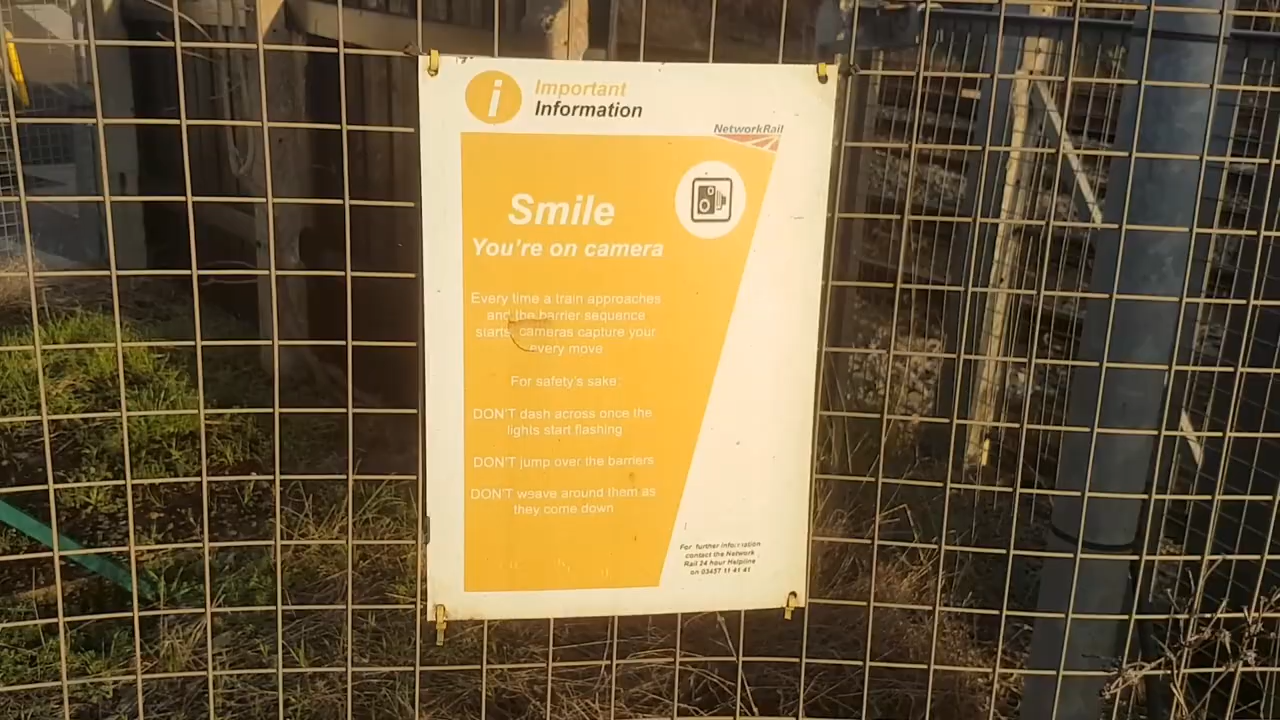 i
Important
Information
NetworkRail
Smile
You're on camera
Every time a train approaches
and the barrier sequence
starts, cameras capture your
every move
For safety's sake:
DON'T dash across once the
lights start flashing
DON'T jump over the barriers
DON'T weave around them as
they come down
For further information
contact the Network
Rail 24 hour Helpline
on 03457 11 41 41